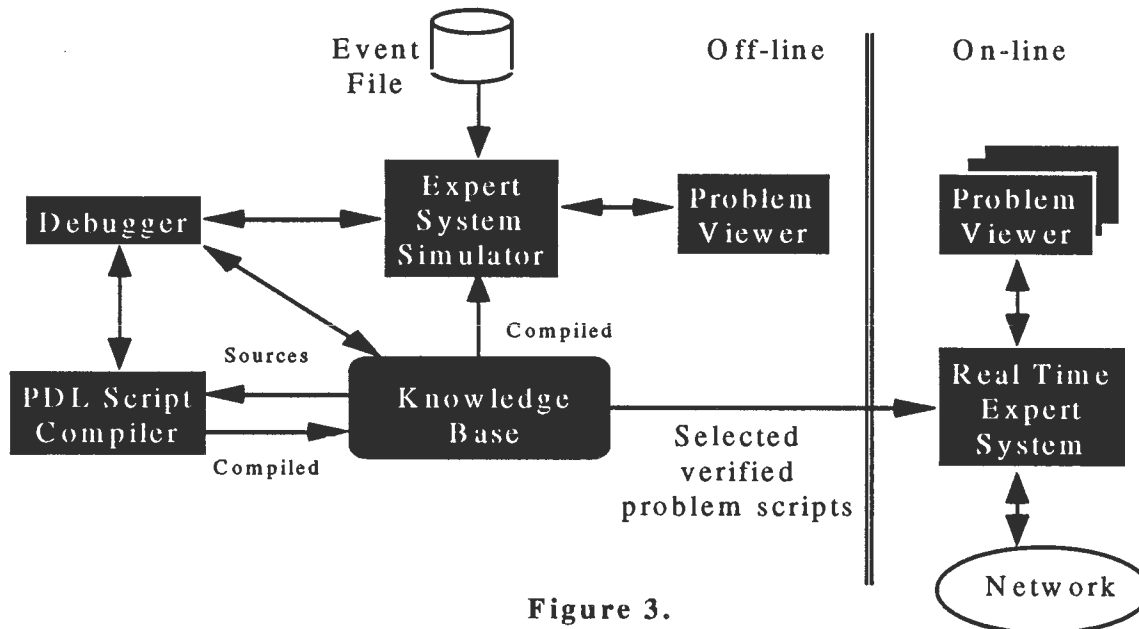 Event
File
Off-line
On-line
Expert
System
Simulator
Debugger
Problem
Viewer
Problem
Viewer
Compiled
Sources
PDL Script
Compiler
Knowledge
Base
Real Time
Expert
System
Compiled
Selected
verified
problem scripts
Network
Figure 3.